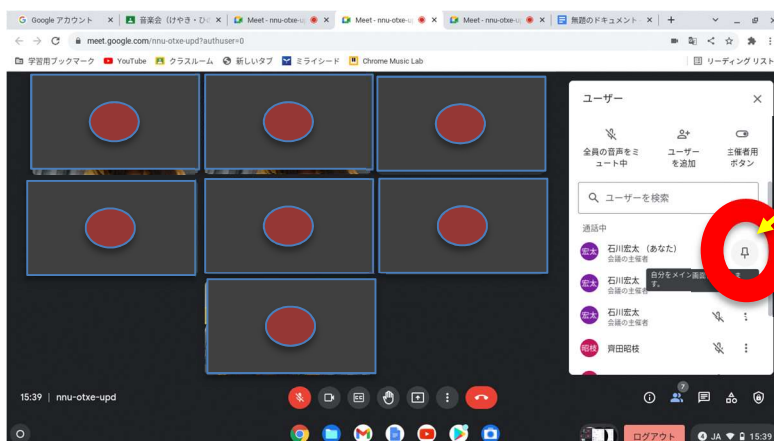 Google アカウント
音楽会（けやき・ひ
Meet - nnu-otxe-u
Meet - nnu-otxe-up
Meet - nnu-otxe-u
無題のドキュメント -
meet.google.com/nnu-otxe-upd?authuser=0
学習用ブックマーク YouTube クラスルーム 新しいタブ ミライシード Chrome Music Lab リーディング リスト
ユーザー
全員の音声をミュート中
ユーザーを追加
主催者用ボタン
ユーザーを検索
通話中
宏太 石川宏太 (あなた)
会議の主催者
自分をメイン画面
す。
宏太 石川宏太
会議の主催者
宏太 石川宏太
会議の主催者
昭枝 齊田昭枝
15:39 | nnu-otxe-upd
CC
7
ログアウト
4 JA 15:39